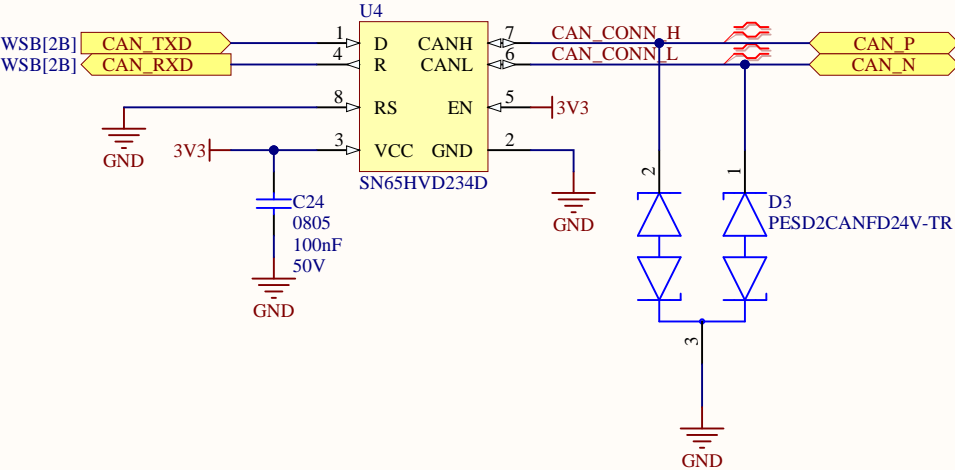 U4
WSB[2B] CAN_TXD 1 D CANH 7 CAN_CONN_H CAN_P
WSB[2B] CAN_RXD 4 R CANL 6 CAN_CONN_L CAN_N
8 RS EN 5 3V3
GND
3V3 3 VCC GND 2
SN65HVD234D
C24
0805
100nF
50V
GND
GND
2 1
D3
PESD2CANFD24V-TR
3
GND